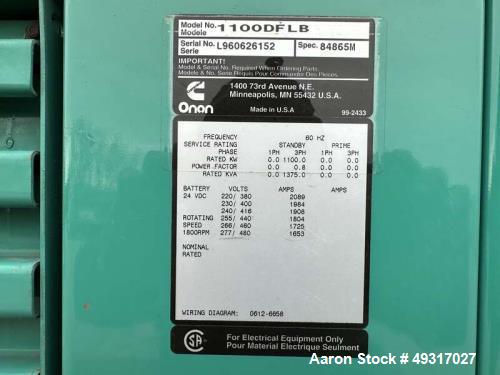 Model No. 1100DFLB
Modele
Serial No. L960626152 Spec. 84865M
Serie
IMPORTANT!
Model & Serial No. Required When Ordering Parts.
Modele & No. Serie Requis Pour Commander Des Pieces.
1400 73rd Avenue N.E.
Minneapolis, MN 55432 U.S.A.
Onan Made in U.S.A 99-2433
FREQUENCY 60 HZ
SERVICE RATING STANDBY PRIME
PHASE 1PH 3PH 1PH 3PH
RATED KW 0.0 1100.0 0.0 0.0
POWER FACTOR 0.0 0.8 0.0 0.0
RATED KVA 0.0 1375.0 0.0 0.0
BATTERY VOLTS AMPS AMPS
24 VDC 220/ 380 2089
230/ 400 1984
240/ 416 1908
ROTATING 255/ 440 1804
SPEED 266/ 460 1725
1800RPM 277/ 480 1653
NOMINAL
RATED
WIRING DIAGRAM: 0612-6658
For Electrical Equipment Only
Pour Material Electrique Seulment
Aaron Stock # 49317027